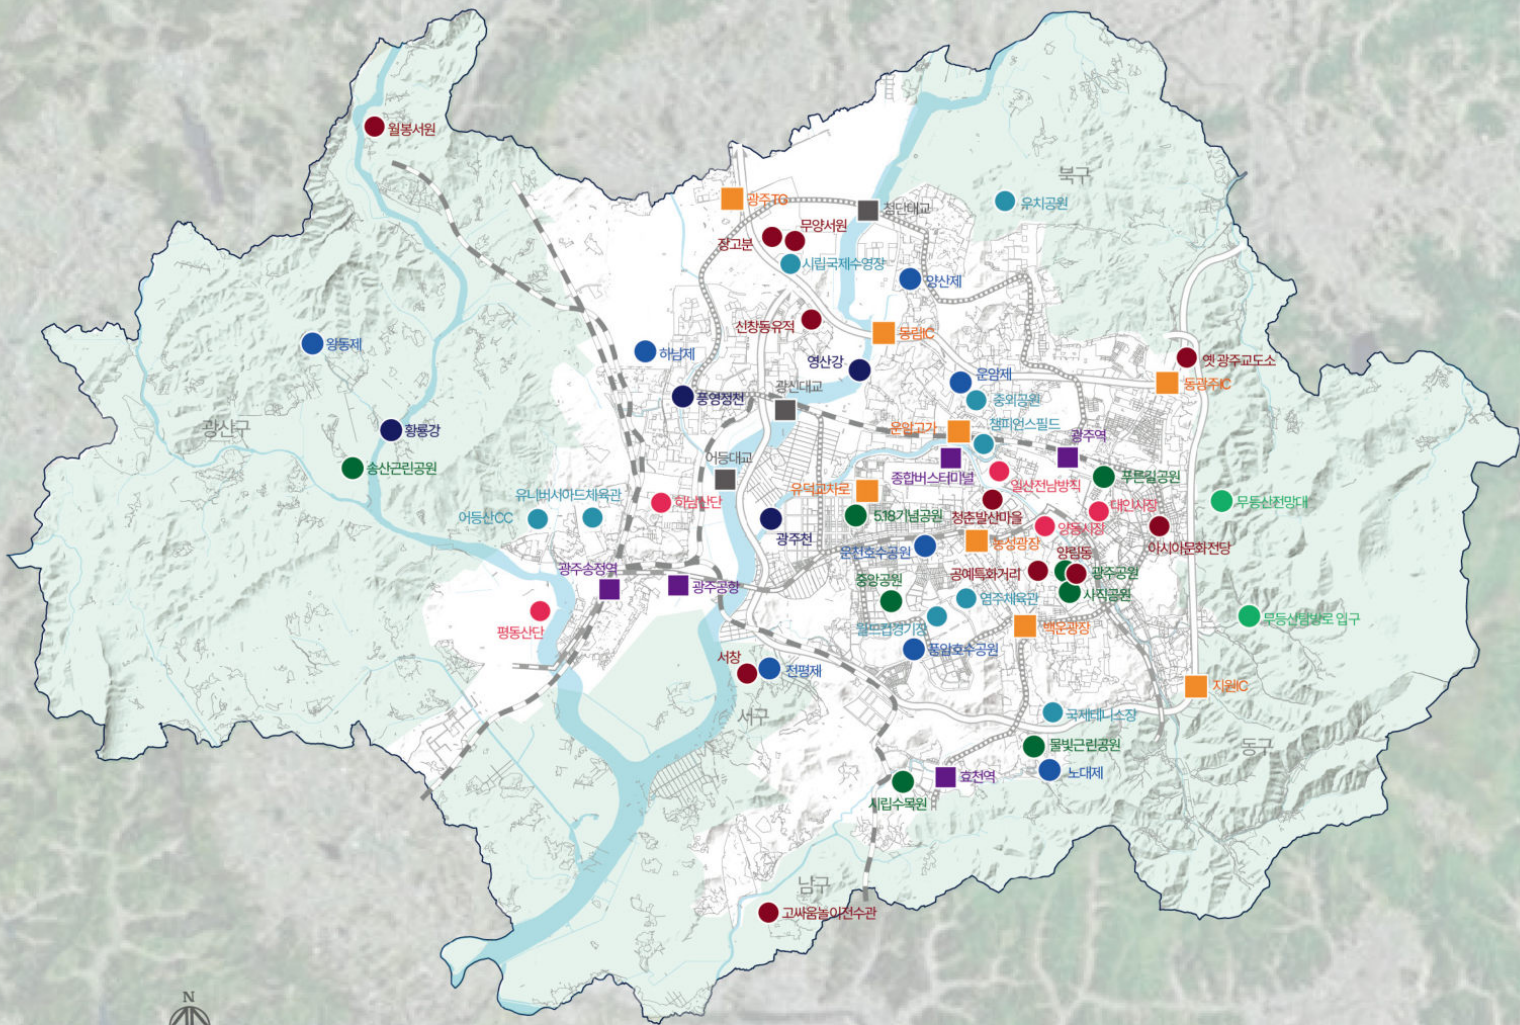 월봉서원
북구
광주TG
첨단대교
유치공원
무양서원
장고분
시립국제수영장
양산제
신창동유적
동림IC
왕동제
하남제
영산강
옛 광주교도소
운암제
동광주IC
광신대교
풍영정천
중외공원
광산구
황룡강
운암고가
챔피언스필드
광주역
어등대교
송산근린공원
종합버스터미널
푸른길공원
일산전남방직
유덕교차로
유니버시아드체육관
하남산단
무등산전망대
대인시장
어등산CC
5.18기념공원
청춘발산마을
양동시장
광주천
농성광장
아시아문화전당
운천호수공원
양림동
광주송정역
광주공항
중앙공원
공예특화거리
광주공원
사직공원
염주체육관
평동산단
월드컵경기장
백운광장
무등산탐방로 입구
풍암호수공원
서창
전평제
지원IC
서구
국제테니스장
물빛근린공원
동구
노대제
효천역
시립수목원
남구
고싸움놀이전수관
N